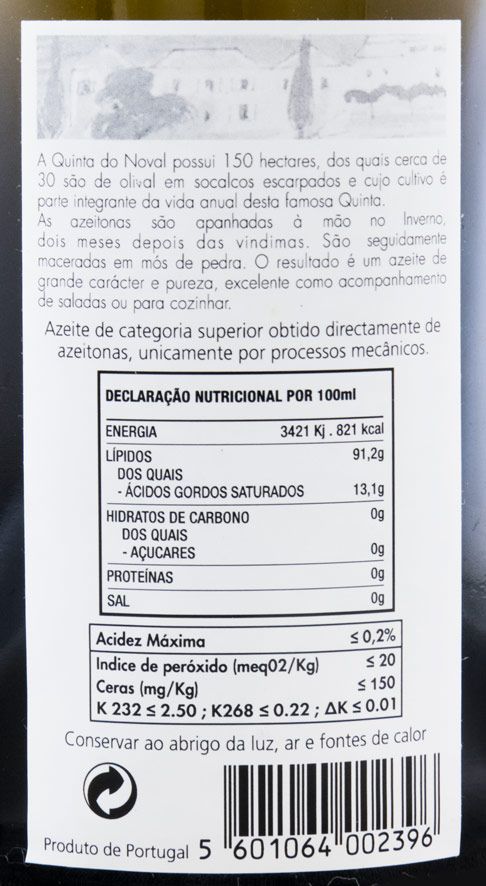 A Quinta do Noval possui 150 hectares, dos quais cerca de
30 são de olival em socalcos escarpados e cujo cultivo é
parte integrante da vida anual desta famosa Quinta.
As azeitonas são apanhadas à mão no Inverno,
dois meses depois das vindimas. São seguidamente
maceradas em mós de pedra. O resultado é um azeite de
grande carácter e pureza, excelente como acompanhamento
de saladas ou para cozinhar.
Azeite de categoria superior obtido directamente de
azeitonas, unicamente por processos mecânicos.
DECLARAÇÃO NUTRICIONAL POR 100ml
ENERGIA 3421 Kj . 821 kcal
LÍPIDOS 91,2g
DOS QUAIS
- ÁCIDOS GORDOS SATURADOS 13,1g
HIDRATOS DE CARBONO 0g
DOS QUAIS
- AÇUCARES 0g
PROTEÍNAS 0g
SAL 0g
Acidez Máxima ≤ 0,2%
Indice de peróxido (meq02/Kg) ≤ 20
Ceras (mg/Kg) ≤ 150
K 232 ≤ 2.50 ; K268 ≤ 0.22 ; ΔK ≤ 0.01
Conservar ao abrigo da luz, ar e fontes de calor
Produto de Portugal 5 601064 002396